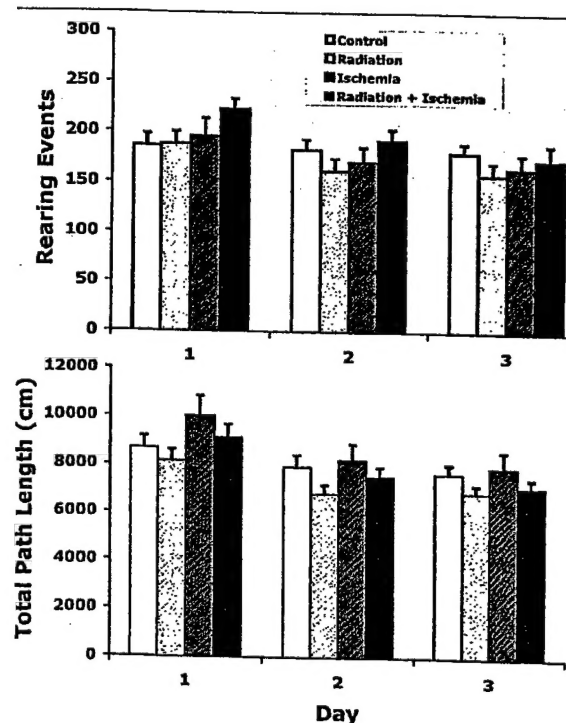 300
250
200
150
100
50
0
Rearing Events
Control
Radiation
Ischemia
Radiation + Ischemia
1 2 3
12000
10000
8000
6000
4000
2000
0
Total Path Length (cm)
1 2 3
Day